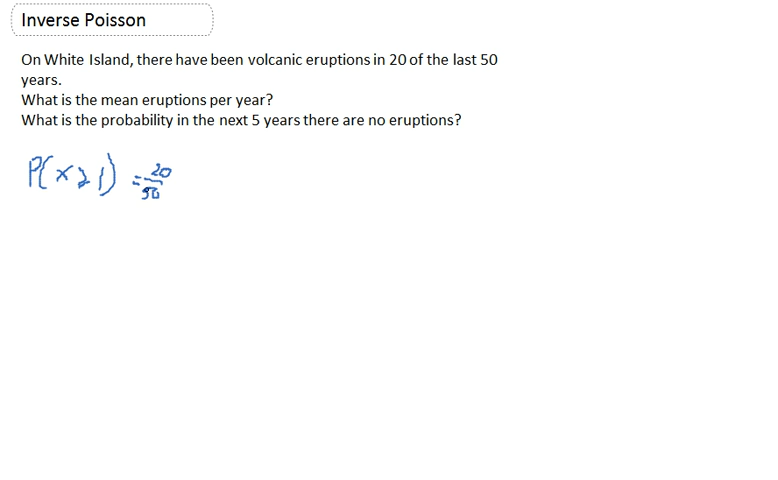 Inverse Poisson
On White Island, there have been volcanic eruptions in 20 of the last 50
years.
What is the mean eruptions per year?
What is the probability in the next 5 years there are no eruptions?
P(x≥1) = 20/50